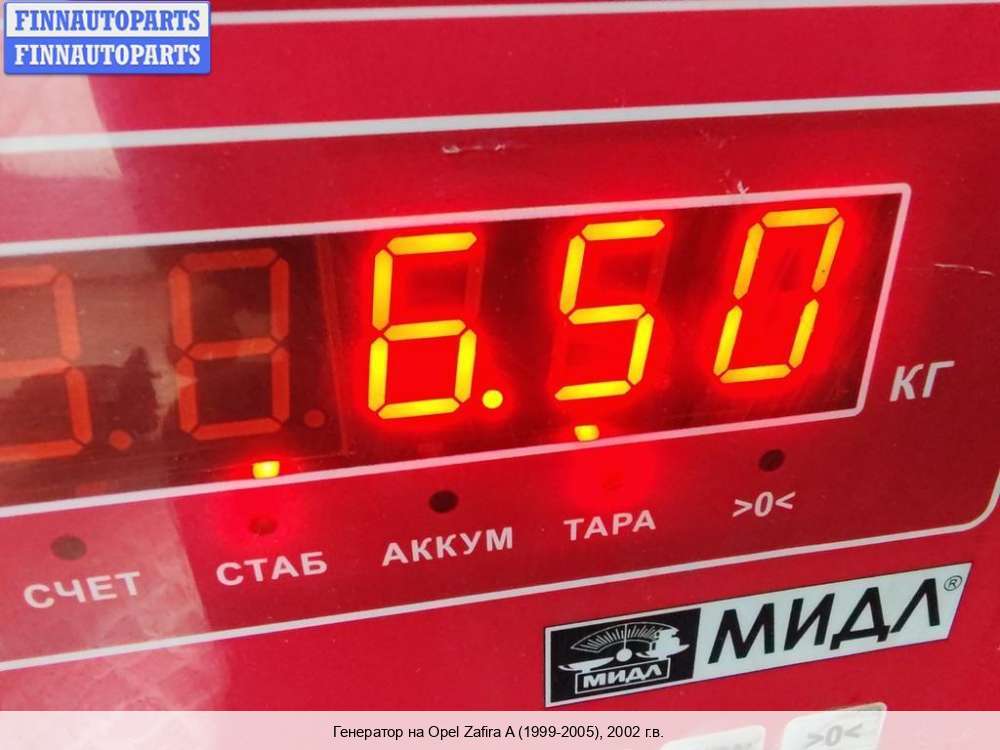 FINNAUTOPARTS
FINNAUTOPARTS
6.50
КГ
СЧЕТ СТАБ АККУМ ТАРА >0<
МИДЛ®
МИДЛ
>0<
Генератор на Opel Zafira A (1999-2005), 2002 г.в.